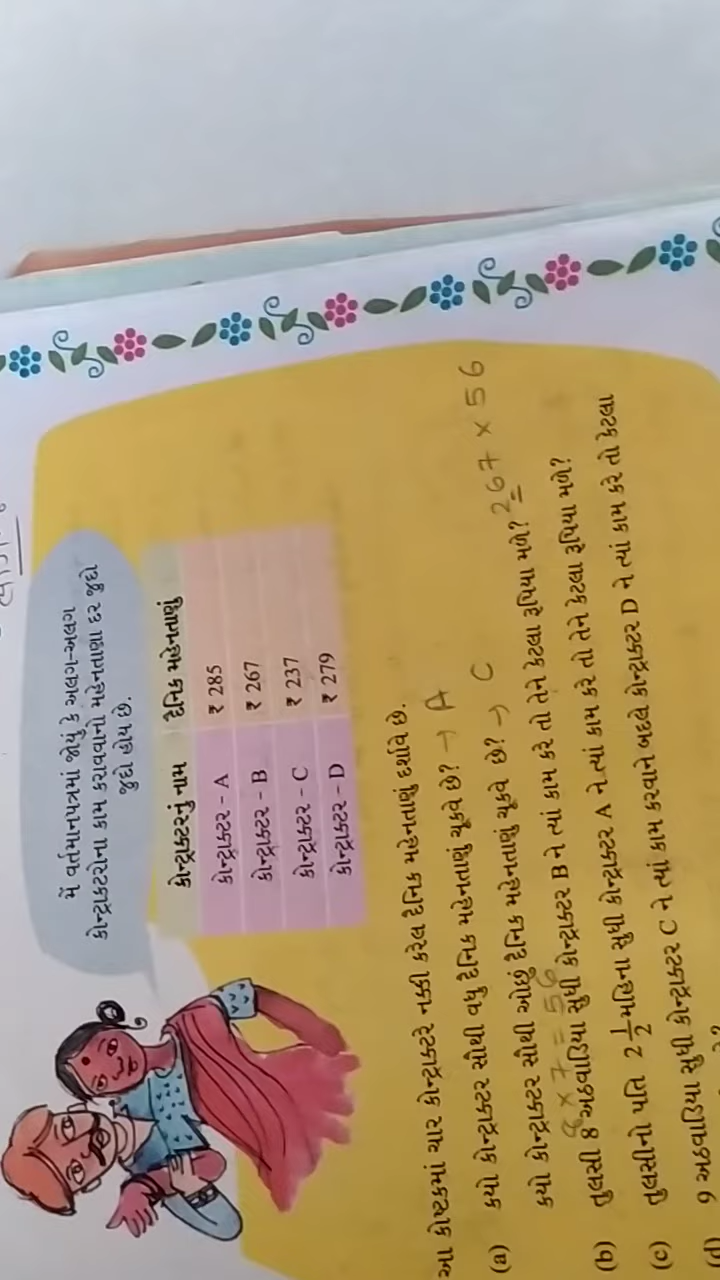 મેં વર્તમાનપત્રમાં જોયું કે અલગ-અલગ
કોન્ટ્રાક્ટરોના કામ કરાવવાનો મહેનતાણા દર જુદો
જુદો હોય છે.
કોન્ટ્રાક્ટરનું નામ દૈનિક મહેનતાણું
કોન્ટ્રાક્ટર – A ₹ 285
કોન્ટ્રાક્ટર – B ₹ 267
કોન્ટ્રાક્ટર – C ₹ 237
કોન્ટ્રાક્ટર – D ₹ 279
આ કોષ્ટકમાં ચાર કોન્ટ્રાક્ટરે નક્કી કરેલ દૈનિક મહેનતાણું દર્શાવે છે.
(a) કયો કોન્ટ્રાક્ટર સૌથી વધુ દૈનિક મહેનતાણું ચૂકવે છે? → A
કયો કોન્ટ્રાક્ટર સૌથી ઓછું દૈનિક મહેનતાણું ચૂકવે છે? → C
8 × 7 = 56
(b) તુલસી 8 અઠવાડિયા સુધી કોન્ટ્રાક્ટર B ને ત્યાં કામ કરે તો તેને કેટલા રૂપિયા મળે? 267 × 56
(c) તુલસીનો પતિ 2 1/2 મહિના સુધી કોન્ટ્રાક્ટર A ને ત્યાં કામ કરે તો તેને કેટલા રૂપિયા મળે?
(d) 9 અઠવાડિયા સુધી કોન્ટ્રાક્ટર C ને ત્યાં કામ કરવાને બદલે કોન્ટ્રાક્ટર D ને ત્યાં કામ કરે તો કેટલા